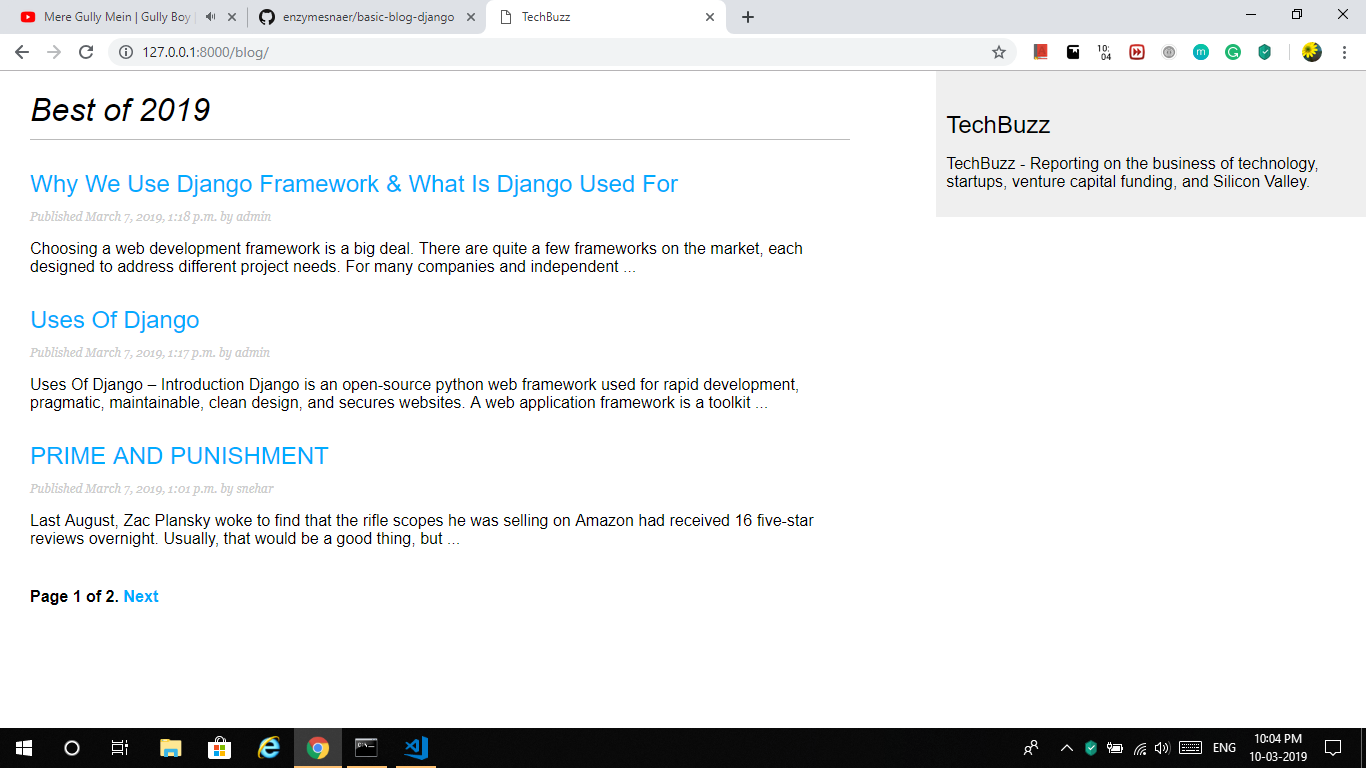 Mere Gully Mein | Gully Boy |
enzymesnaer/basic-blog-django
TechBuzz
127.0.0.1:8000/blog/
10:
04
m
Best of 2019
Why We Use Django Framework & What Is Django Used For
Published March 7, 2019, 1:18 p.m. by admin
Choosing a web development framework is a big deal. There are quite a few frameworks on the market, each
designed to address different project needs. For many companies and independent ...
Uses Of Django
Published March 7, 2019, 1:17 p.m. by admin
Uses Of Django – Introduction Django is an open-source python web framework used for rapid development,
pragmatic, maintainable, clean design, and secures websites. A web application framework is a toolkit ...
PRIME AND PUNISHMENT
Published March 7, 2019, 1:01 p.m. by snehar
Last August, Zac Plansky woke to find that the rifle scopes he was selling on Amazon had received 16 five-star
reviews overnight. Usually, that would be a good thing, but ...
Page 1 of 2. Next
TechBuzz
TechBuzz - Reporting on the business of technology,
startups, venture capital funding, and Silicon Valley.
ENG
10:04 PM
10-03-2019